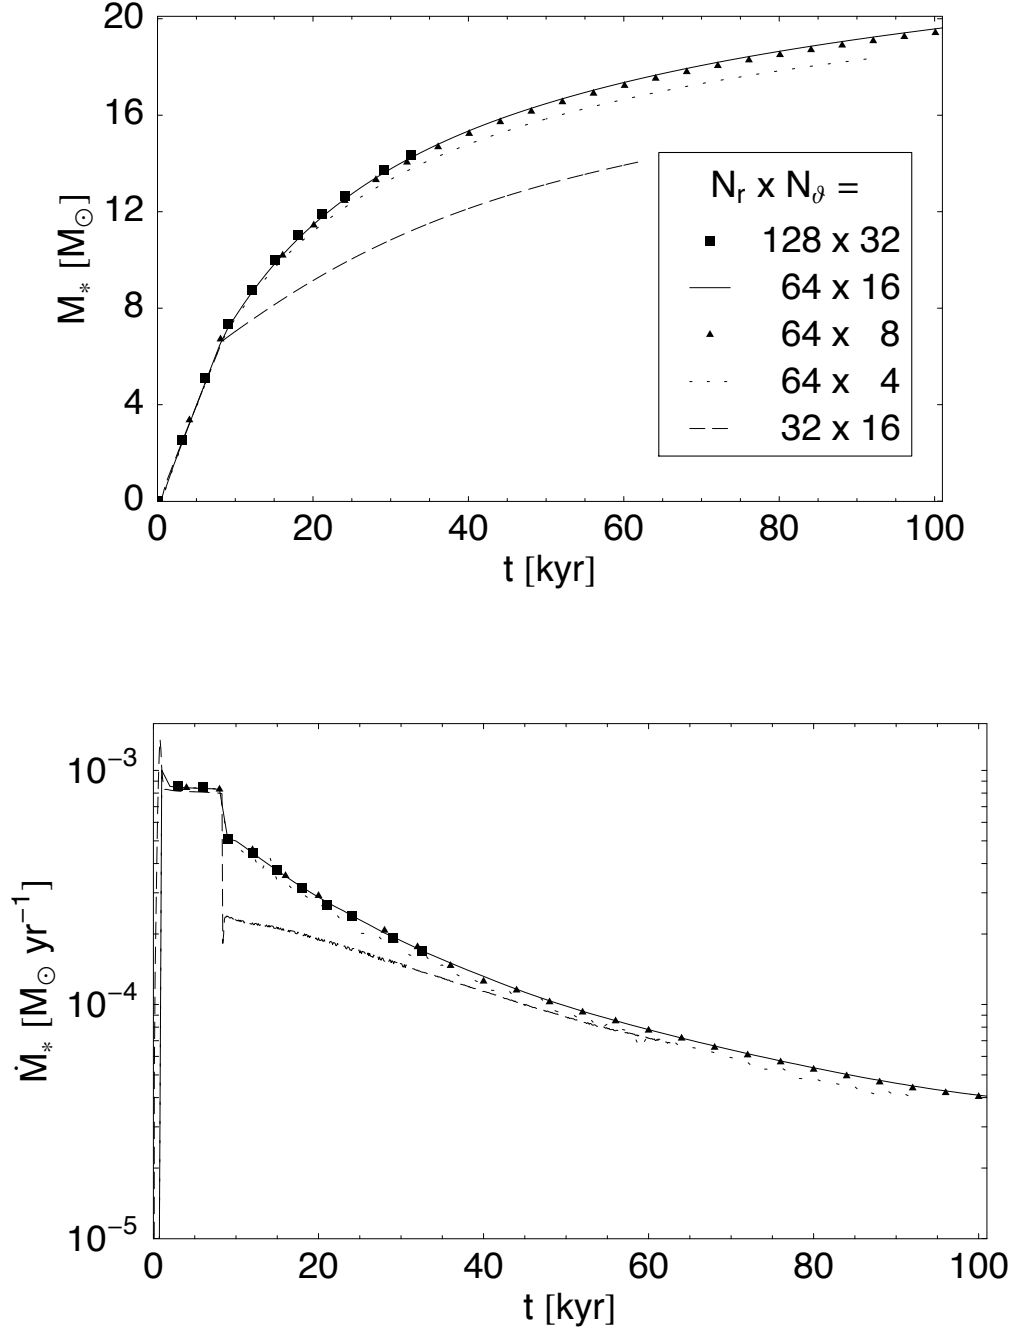 20
16
12
8
4
0
M* [M⊙]
Nr x Nϑ =
128 x 32
64 x 16
64 x 8
64 x 4
32 x 16
0 20 40 60 80 100
t [kyr]
10⁻³
10⁻⁴
10⁻⁵
Ṁ* [M⊙ yr⁻¹]
0 20 40 60 80 100
t [kyr]